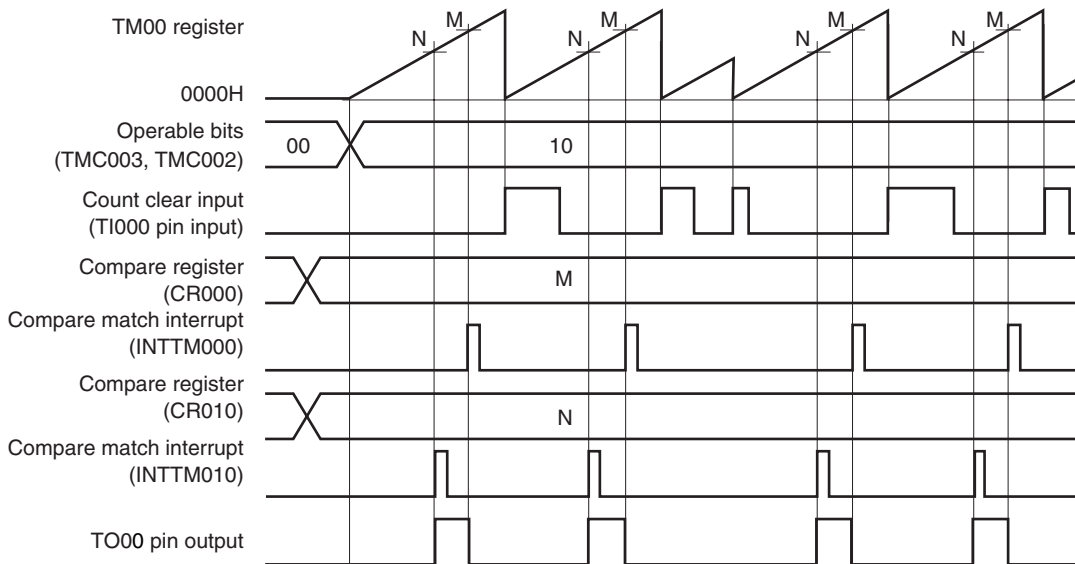 TM00 register
N M N M N M N M
0000H
Operable bits
(TMC003, TMC002)
00 10
Count clear input
(TI000 pin input)
Compare register
(CR000)
M
Compare match interrupt
(INTTM000)
Compare register
(CR010)
N
Compare match interrupt
(INTTM010)
TO00 pin output